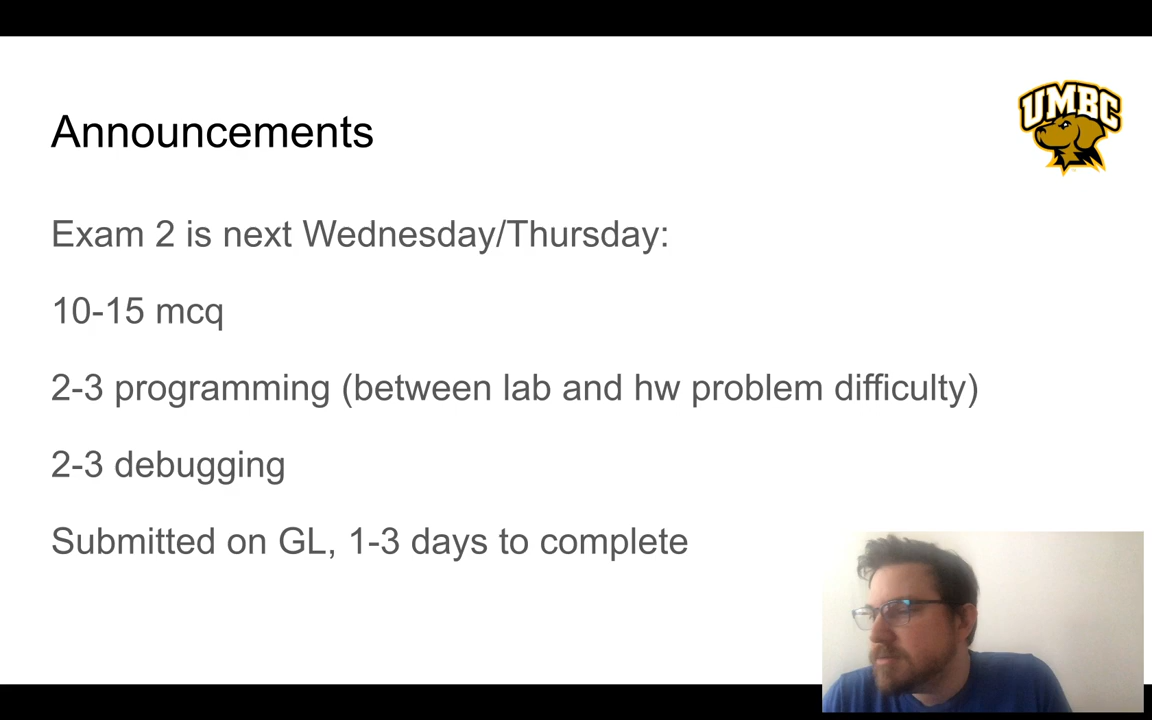 Announcements
UMBC
Exam 2 is next Wednesday/Thursday:
10-15 mcq
2-3 programming (between lab and hw problem difficulty)
2-3 debugging
Submitted on GL, 1-3 days to complete